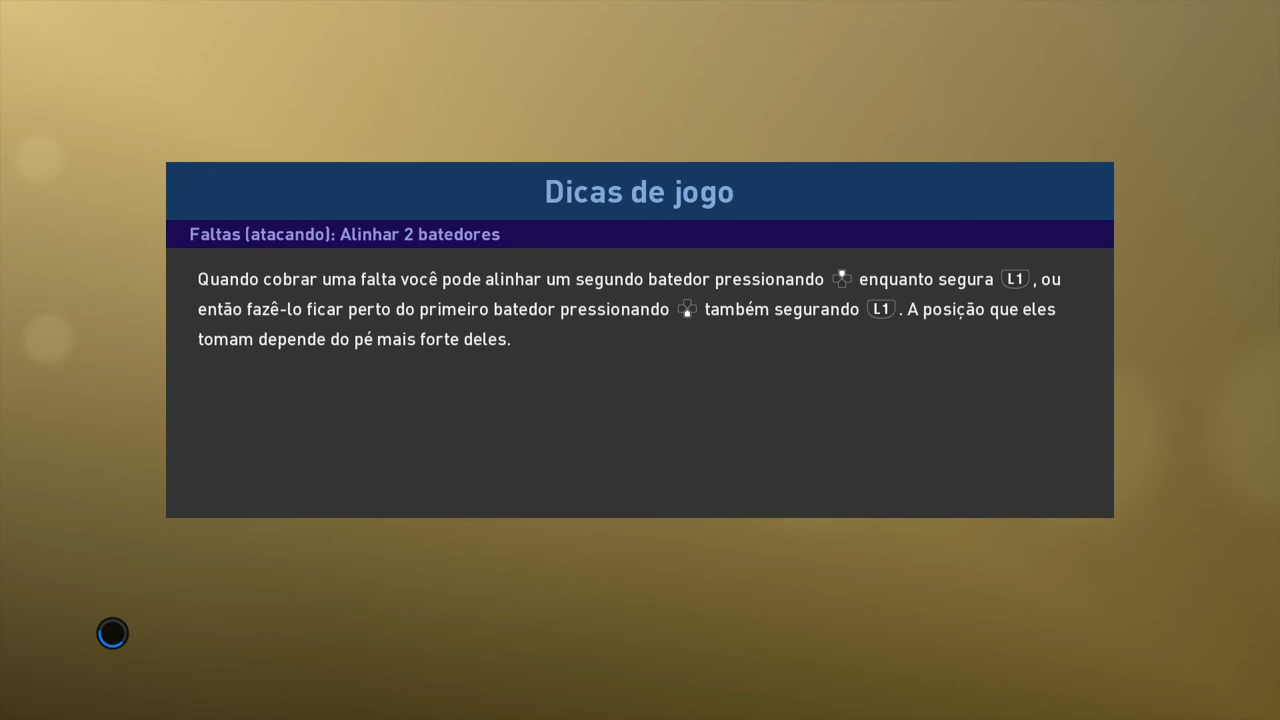 Dicas de jogo
Faltas (atacando): Alinhar 2 batedores
Quando cobrar uma falta você pode alinhar um segundo batedor pressionando enquanto segura L1, ou
então fazê-lo ficar perto do primeiro batedor pressionando também segurando L1. A posição que eles
tomam depende do pé mais forte deles.